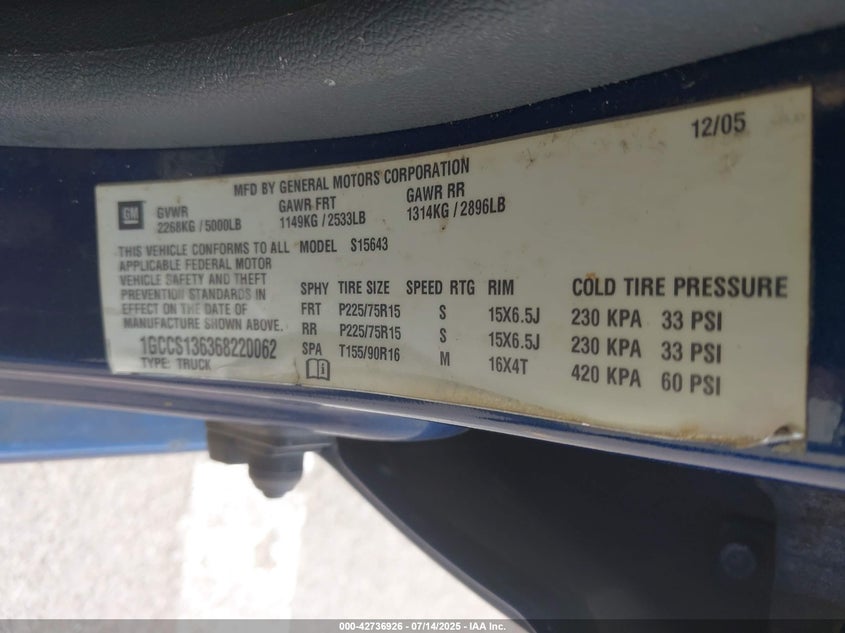 12/05
MFD BY GENERAL MOTORS CORPORATION
GM
GVWR GAWR FRT GAWR RR
2268KG / 5000LB 1149KG / 2533LB 1314KG / 2896LB
THIS VEHICLE CONFORMS TO ALL
APPLICABLE FEDERAL MOTOR
VEHICLE SAFETY AND THEFT
PREVENTION STANDARDS IN
EFFECT ON THE DATE OF
MANUFACTURE SHOWN ABOVE.
1GCCS136368220062
TYPE: TRUCK
MODEL S15643
SPHY TIRE SIZE SPEED RTG RIM COLD TIRE PRESSURE
FRT P225/75R15 S 15X6.5J 230 KPA 33 PSI
RR P225/75R15 S 15X6.5J 230 KPA 33 PSI
SPA T155/90R16 M 16X4T 420 KPA 60 PSI
000-42736926 - 07/14/2025 - IAA Inc.